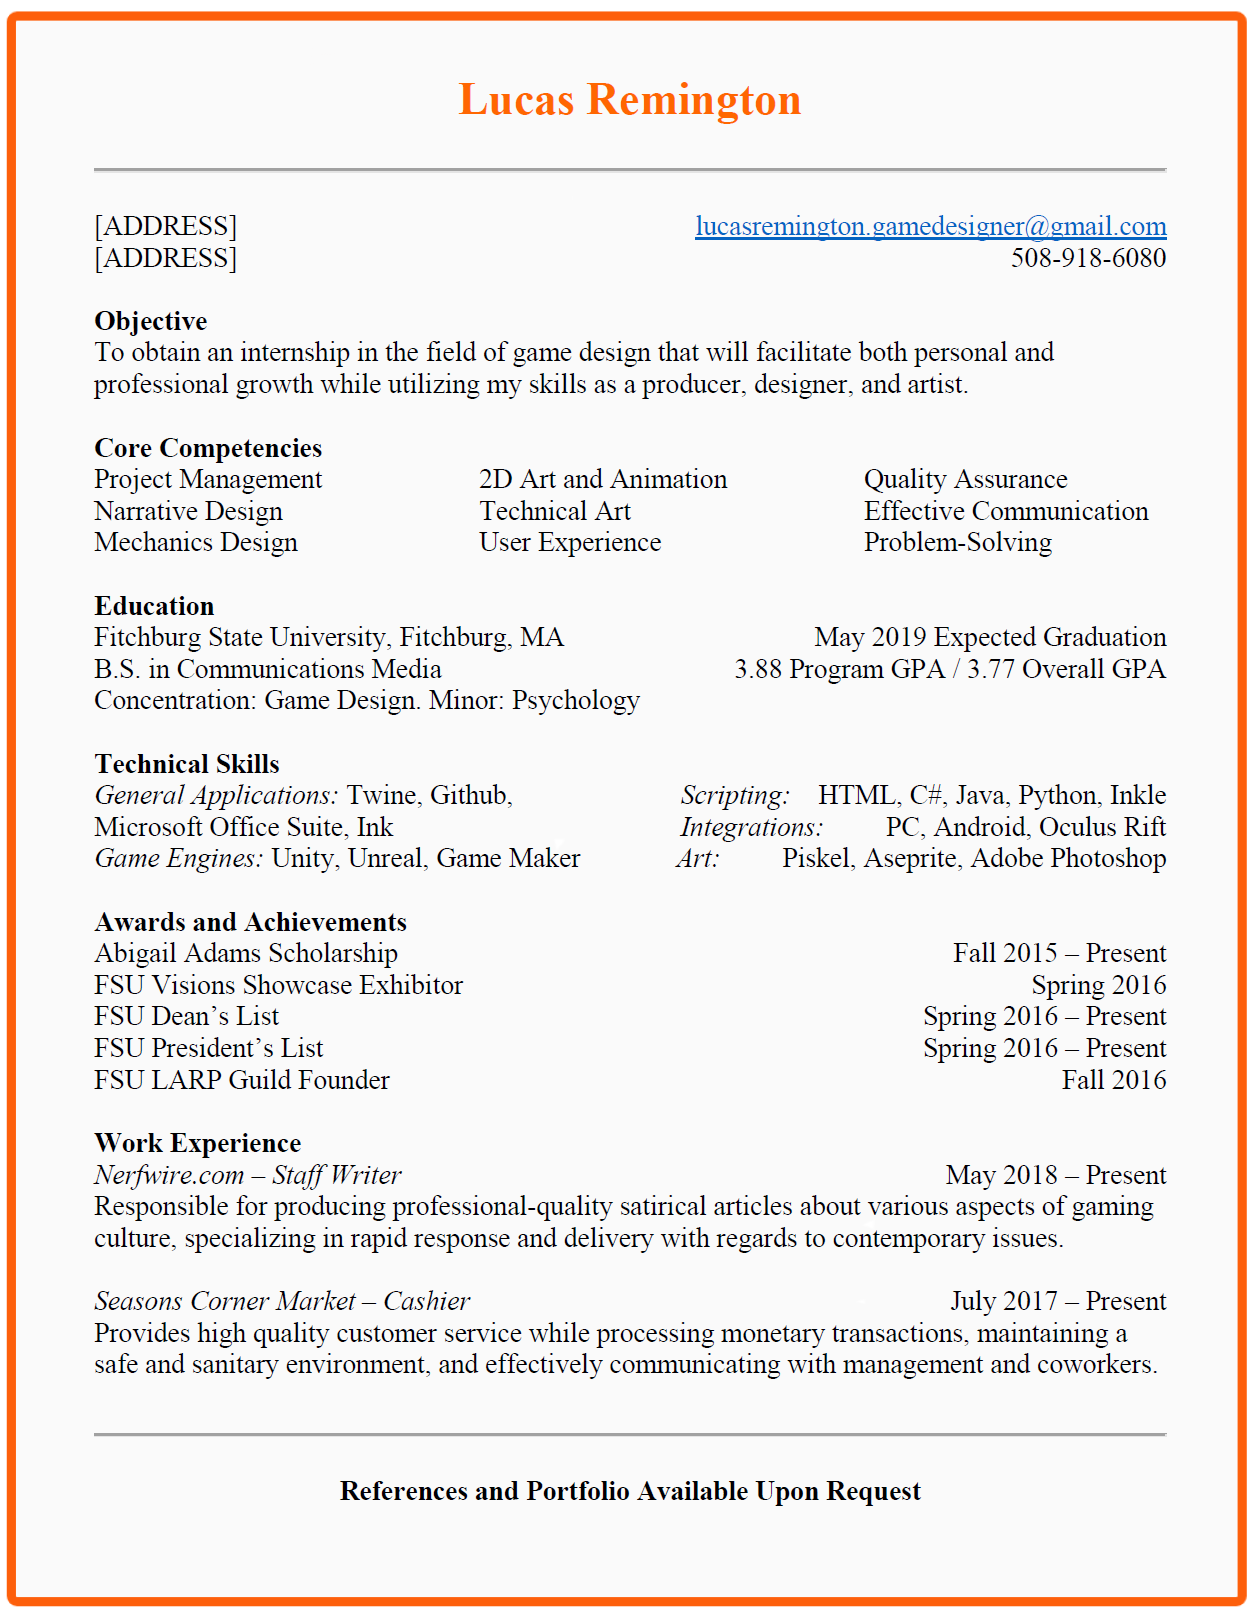 Lucas Remington
[ADDRESS] lucasremington.gamedesigner@gmail.com
[ADDRESS] 508-918-6080
Objective
To obtain an internship in the field of game design that will facilitate both personal and
professional growth while utilizing my skills as a producer, designer, and artist.
Core Competencies
Project Management 2D Art and Animation Quality Assurance
Narrative Design Technical Art Effective Communication
Mechanics Design User Experience Problem-Solving
Education
Fitchburg State University, Fitchburg, MA May 2019 Expected Graduation
B.S. in Communications Media 3.88 Program GPA / 3.77 Overall GPA
Concentration: Game Design. Minor: Psychology
Technical Skills
General Applications: Twine, Github, Scripting: HTML, C#, Java, Python, Inkle
Microsoft Office Suite, Ink Integrations: PC, Android, Oculus Rift
Game Engines: Unity, Unreal, Game Maker Art: Piskel, Aseprite, Adobe Photoshop
Awards and Achievements
Abigail Adams Scholarship Fall 2015 – Present
FSU Visions Showcase Exhibitor Spring 2016
FSU Dean’s List Spring 2016 – Present
FSU President’s List Spring 2016 – Present
FSU LARP Guild Founder Fall 2016
Work Experience
Nerfwire.com – Staff Writer May 2018 – Present
Responsible for producing professional-quality satirical articles about various aspects of gaming
culture, specializing in rapid response and delivery with regards to contemporary issues.
Seasons Corner Market – Cashier July 2017 – Present
Provides high quality customer service while processing monetary transactions, maintaining a
safe and sanitary environment, and effectively communicating with management and coworkers.
References and Portfolio Available Upon Request